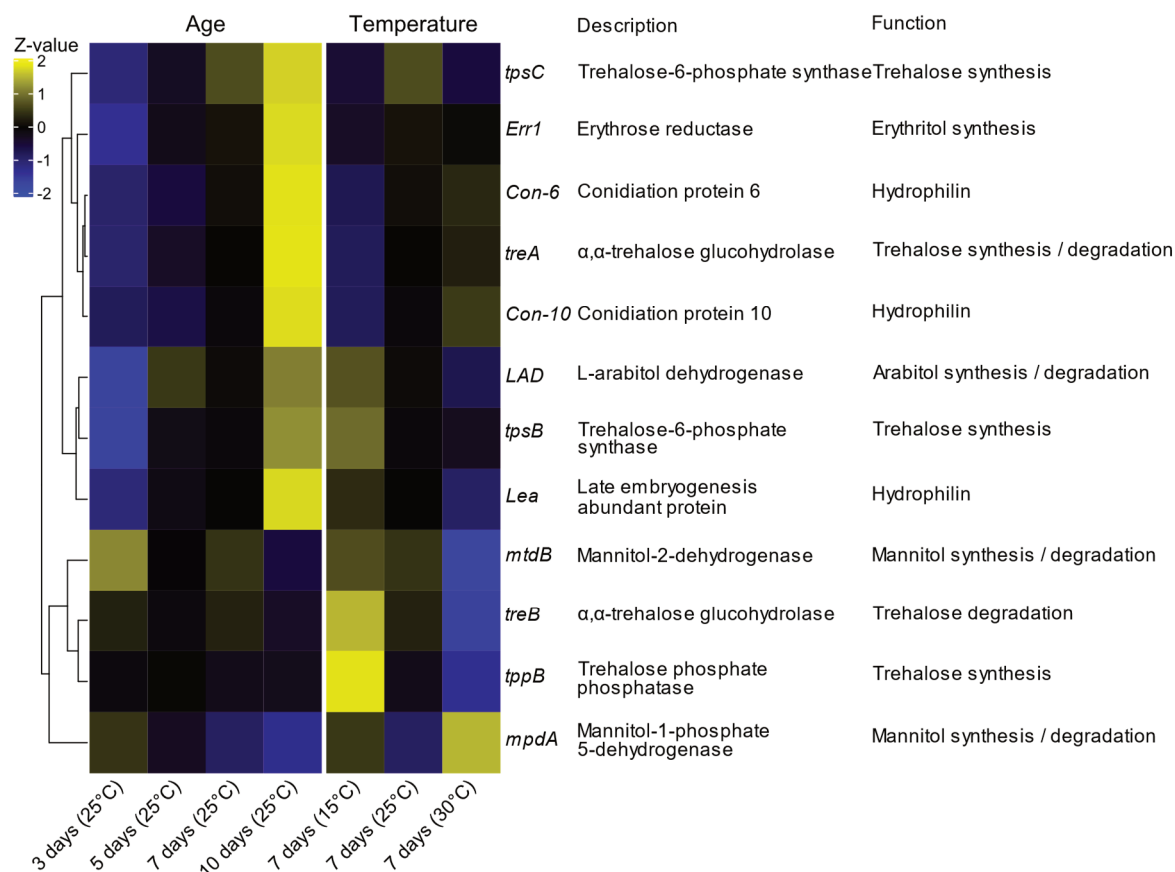 Age
Temperature
Description
Function
Z-value
2
1
0
-1
-2
tpsC
Trehalose-6-phosphate synthase
Trehalose synthesis
Err1
Erythrose reductase
Erythritol synthesis
Con-6
Conidiation protein 6
Hydrophilin
treA
α,α-trehalose glucohydrolase
Trehalose synthesis / degradation
Con-10
Conidiation protein 10
Hydrophilin
LAD
L-arabitol dehydrogenase
Arabitol synthesis / degradation
tpsB
Trehalose-6-phosphate
synthase
Trehalose synthesis
Lea
Late embryogenesis
abundant protein
Hydrophilin
mtdB
Mannitol-2-dehydrogenase
Mannitol synthesis / degradation
treB
α,α-trehalose glucohydrolase
Trehalose degradation
tppB
Trehalose phosphate
phosphatase
Trehalose synthesis
mpdA
Mannitol-1-phosphate
5-dehydrogenase
Mannitol synthesis / degradation
3 days (25°C)
5 days (25°C)
7 days (25°C)
10 days (25°C)
7 days (15°C)
7 days (25°C)
7 days (30°C)